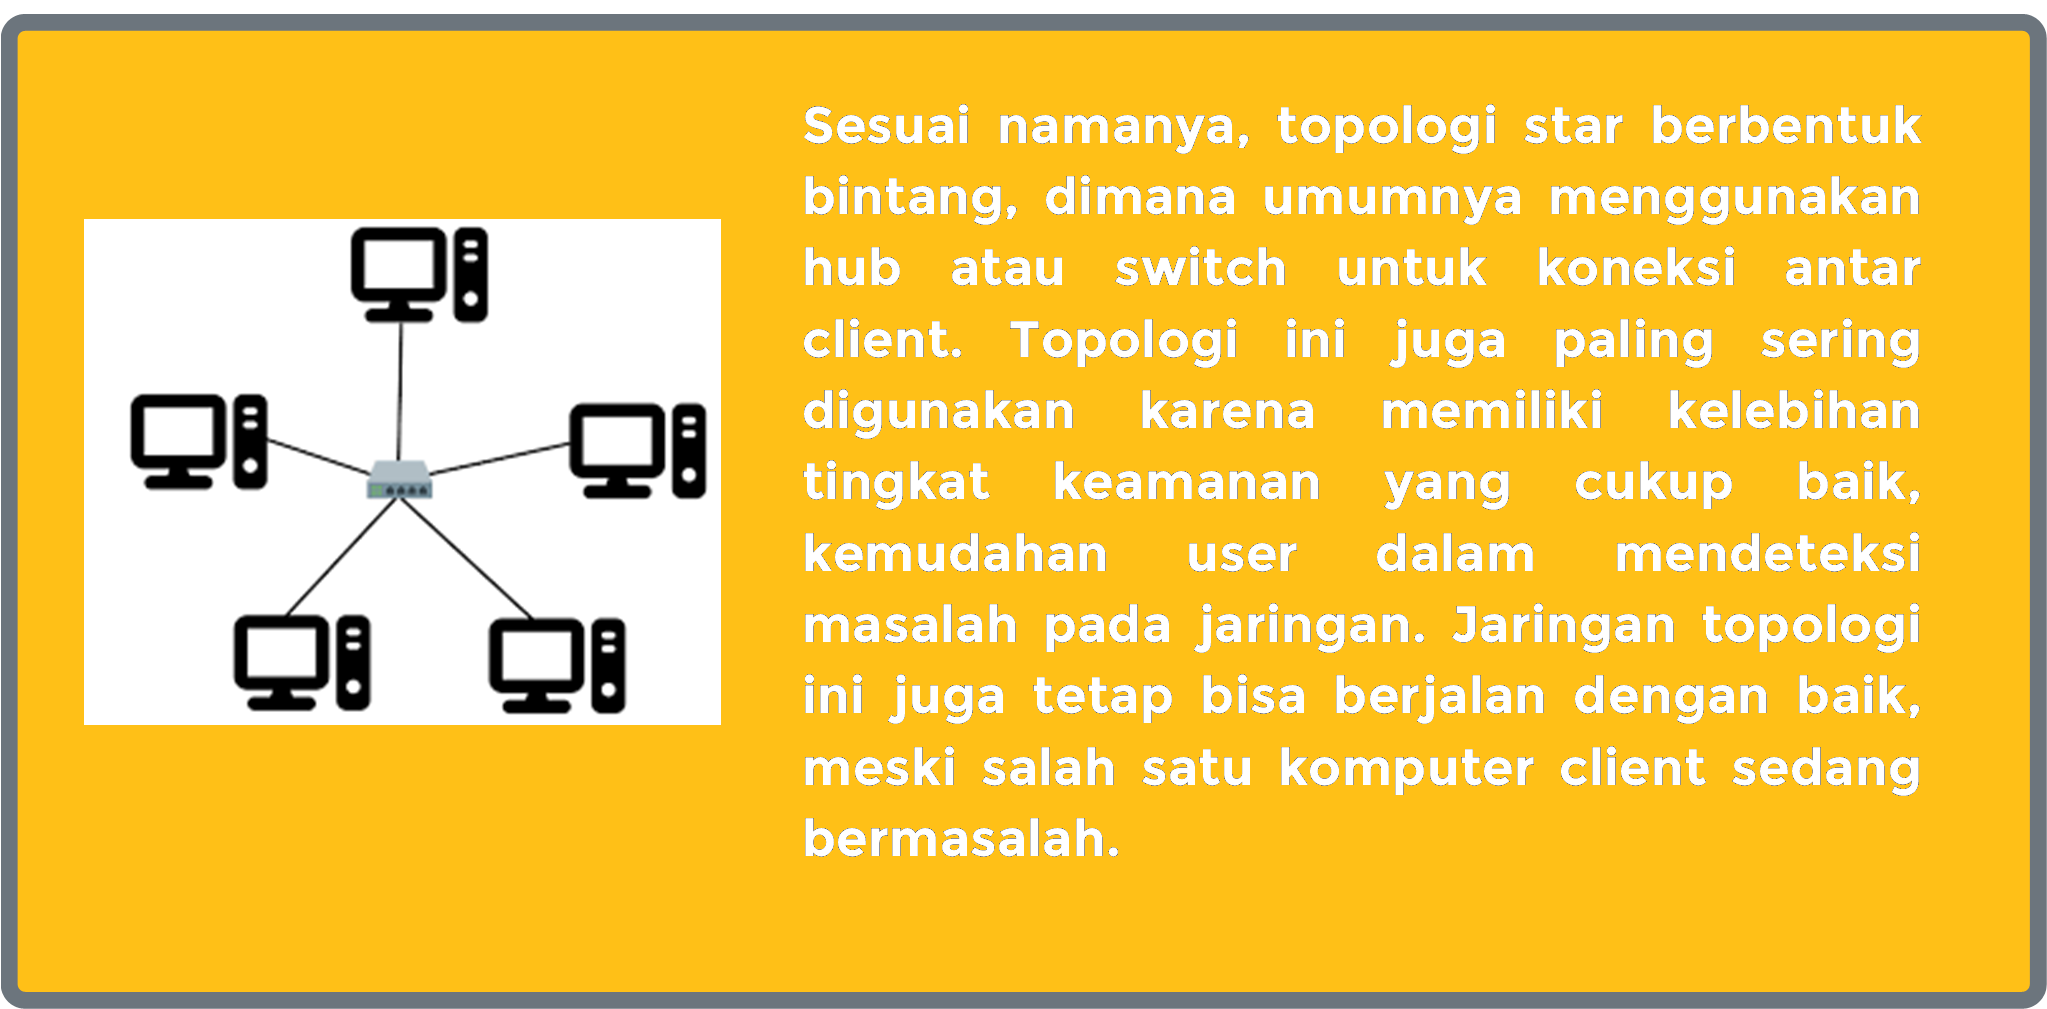 Sesuai namanya, topologi star berbentuk
bintang, dimana umumnya menggunakan
hub atau switch untuk koneksi antar
client. Topologi ini juga paling sering
digunakan karena memiliki kelebihan
tingkat keamanan yang cukup baik,
kemudahan user dalam mendeteksi
masalah pada jaringan. Jaringan topologi
ini juga tetap bisa berjalan dengan baik,
meski salah satu komputer client sedang
bermasalah.